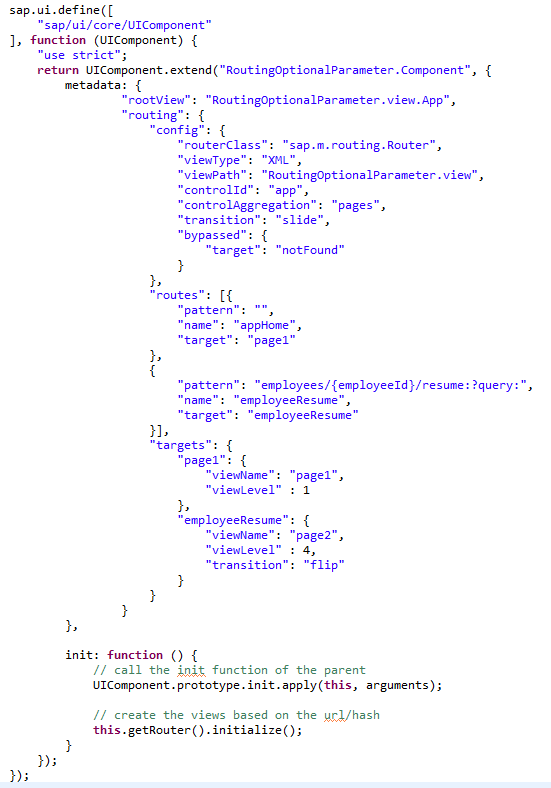 sap.ui.define([
    "sap/ui/core/UIComponent"
], function (UIComponent) {
    "use strict";
    return UIComponent.extend("RoutingOptionalParameter.Component", {
        metadata: {
                "rootView": "RoutingOptionalParameter.view.App",
                "routing": {
                    "config": {
                        "routerClass": "sap.m.routing.Router",
                        "viewType": "XML",
                        "viewPath": "RoutingOptionalParameter.view",
                        "controlId": "app",
                        "controlAggregation": "pages",
                        "transition": "slide",
                        "bypassed": {
                            "target": "notFound"
                        }
                    },
                    "routes": [{
                        "pattern": "",
                        "name": "appHome",
                        "target": "page1"
                    },
                    {
                        "pattern": "employees/{employeeId}/resume:?query:",
                        "name": "employeeResume",
                        "target": "employeeResume"
                    }],
                    "targets": {
                        "page1": {
                            "viewName": "page1",
                            "viewLevel" : 1
                        },
                        "employeeResume": {
                            "viewName": "page2",
                            "viewLevel" : 4,
                            "transition": "flip"
                        }
                    }
                }
        },

        init: function () {
            // call the init function of the parent
            UIComponent.prototype.init.apply(this, arguments);

            // create the views based on the url/hash
            this.getRouter().initialize();
        }
    });
});